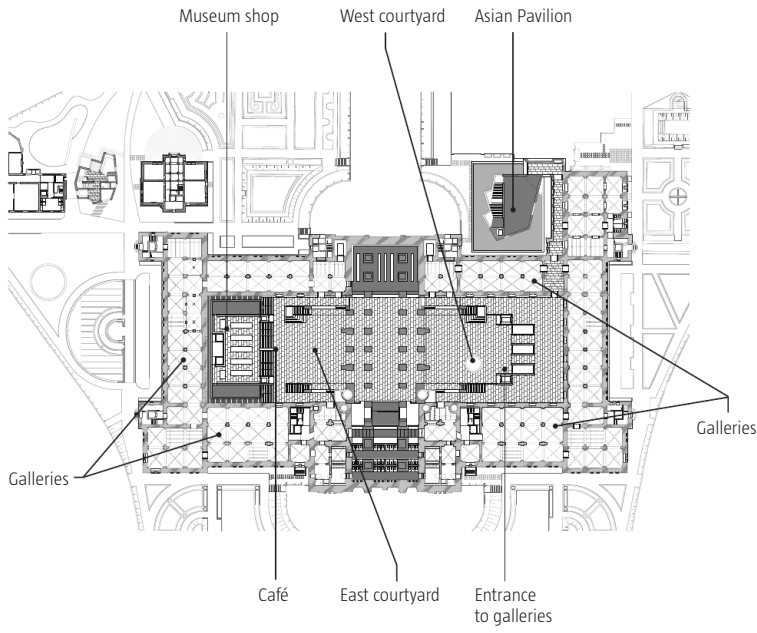 Museum shop
West courtyard
Asian Pavilion
Galleries
Galleries
Café
East courtyard
Entrance
to galleries